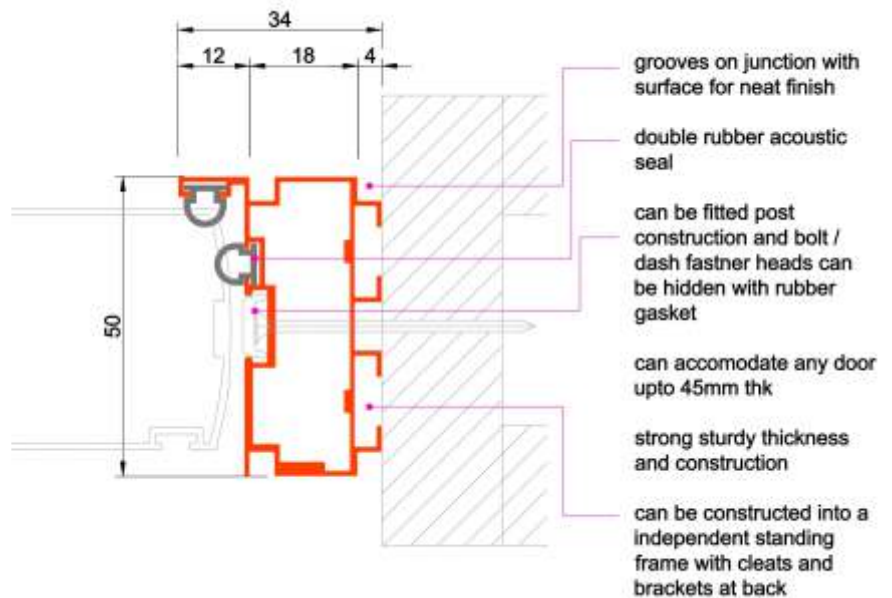 34
12
18
4
50
grooves on junction with
surface for neat finish
double rubber acoustic
seal
can be fitted post
construction and bolt /
dash fastner heads can
be hidden with rubber
gasket
can accomodate any door
upto 45mm thk
strong sturdy thickness
and construction
can be constructed into a
independent standing
frame with cleats and
brackets at back